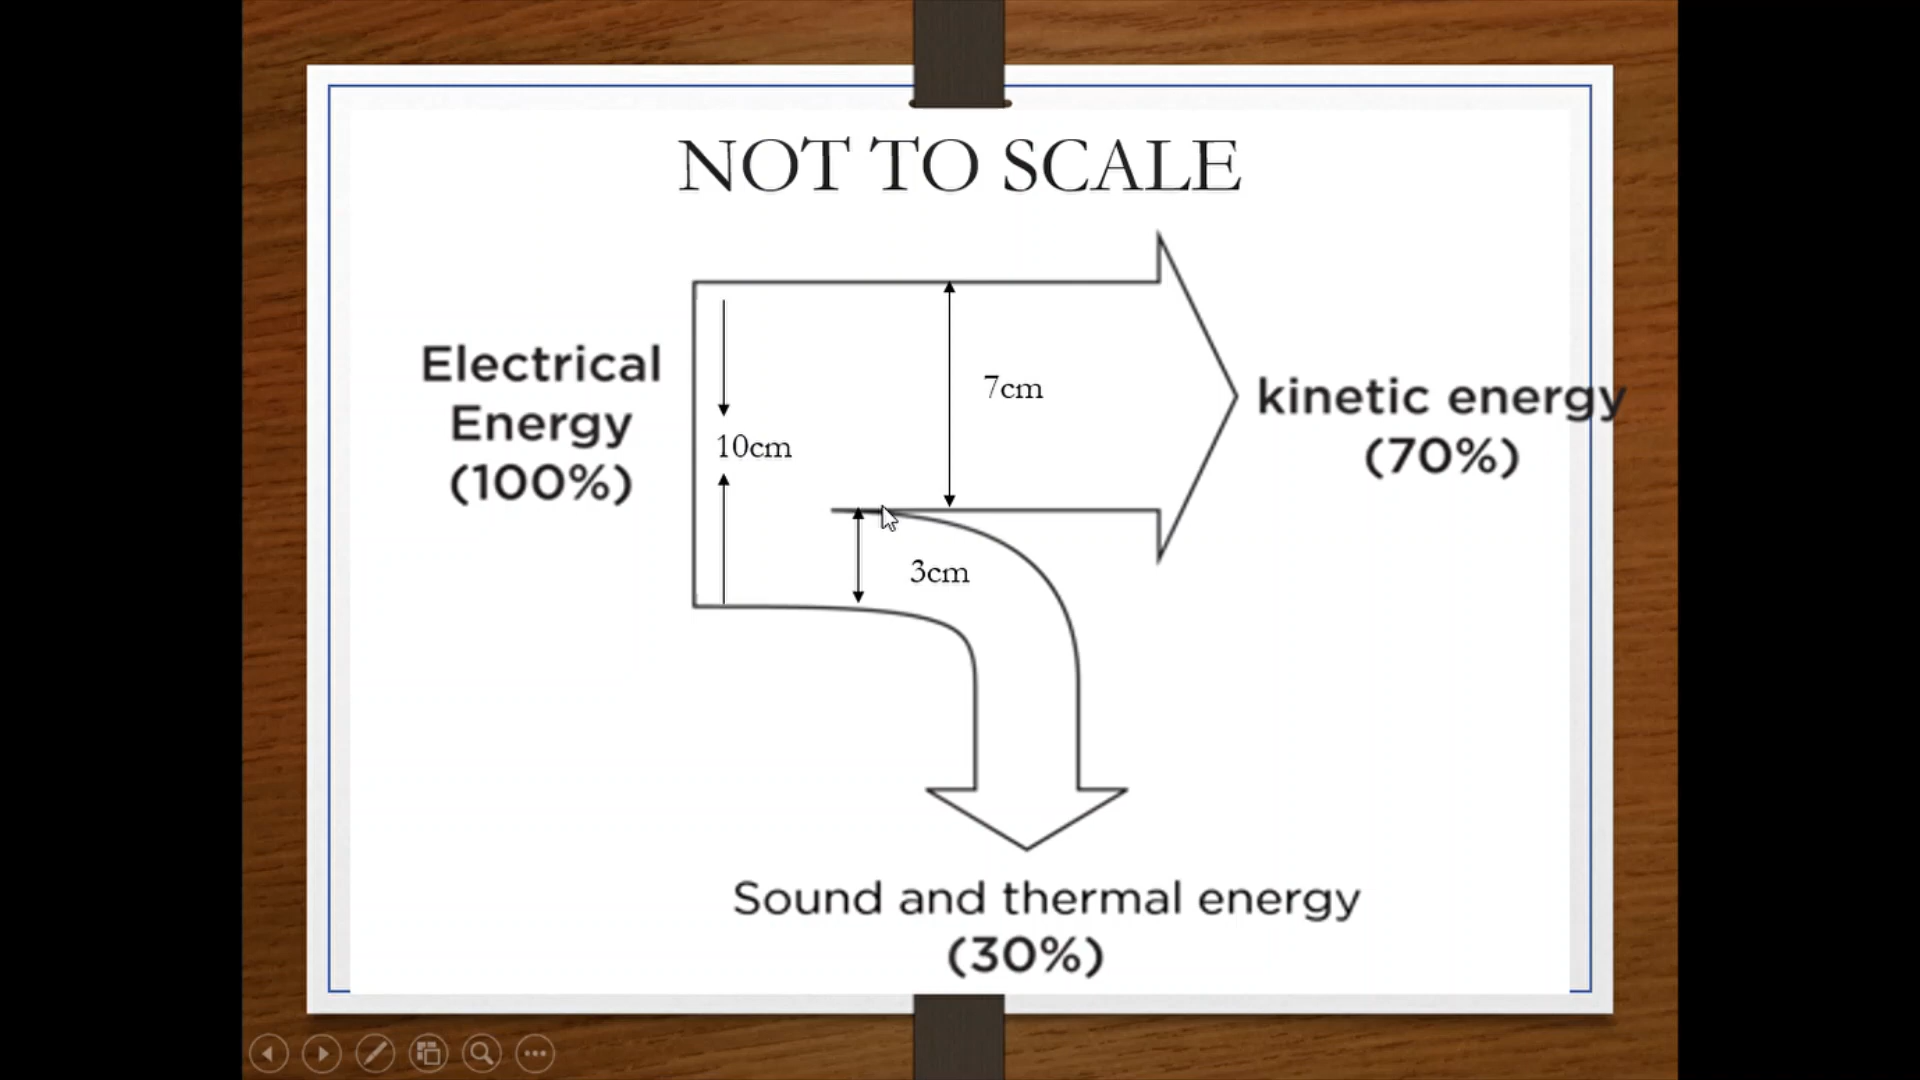 NOT TO SCALE
Electrical
Energy
(100%)
10cm
7cm
3cm
kinetic energy
(70%)
Sound and thermal energy
(30%)